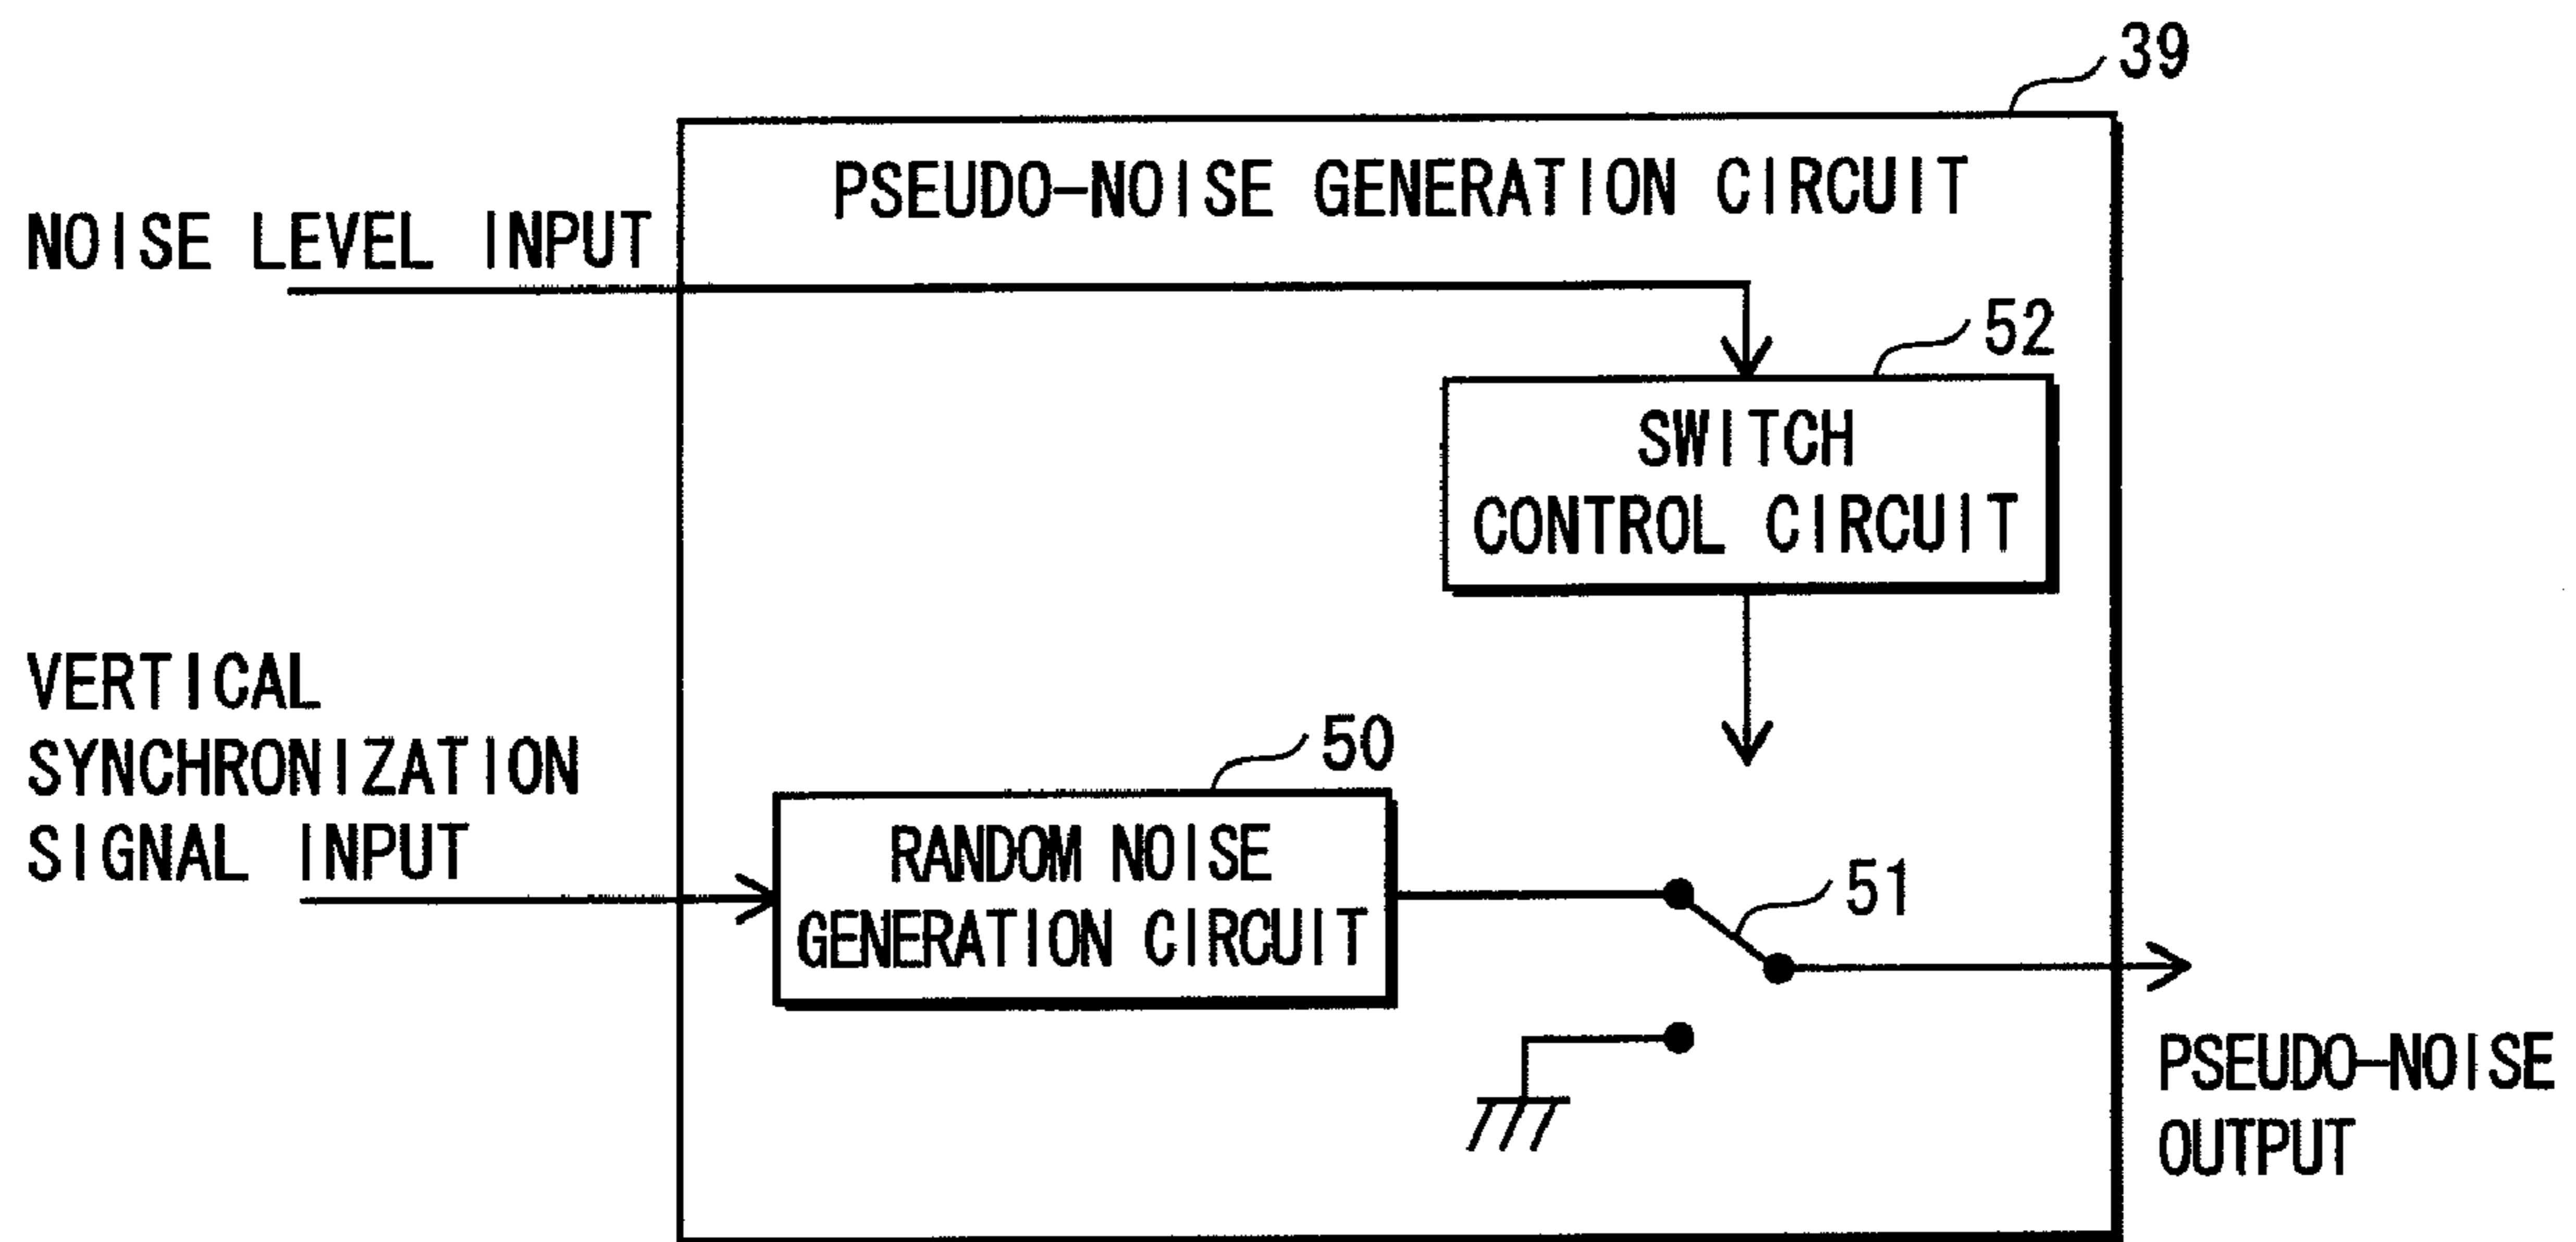 39
PSEUDO-NOISE GENERATION CIRCUIT
NOISE LEVEL INPUT
52
SWITCH
CONTROL CIRCUIT
VERTICAL
SYNCHRONIZATION
SIGNAL INPUT
50
RANDOM NOISE
GENERATION CIRCUIT
51
PSEUDO-NOISE
OUTPUT